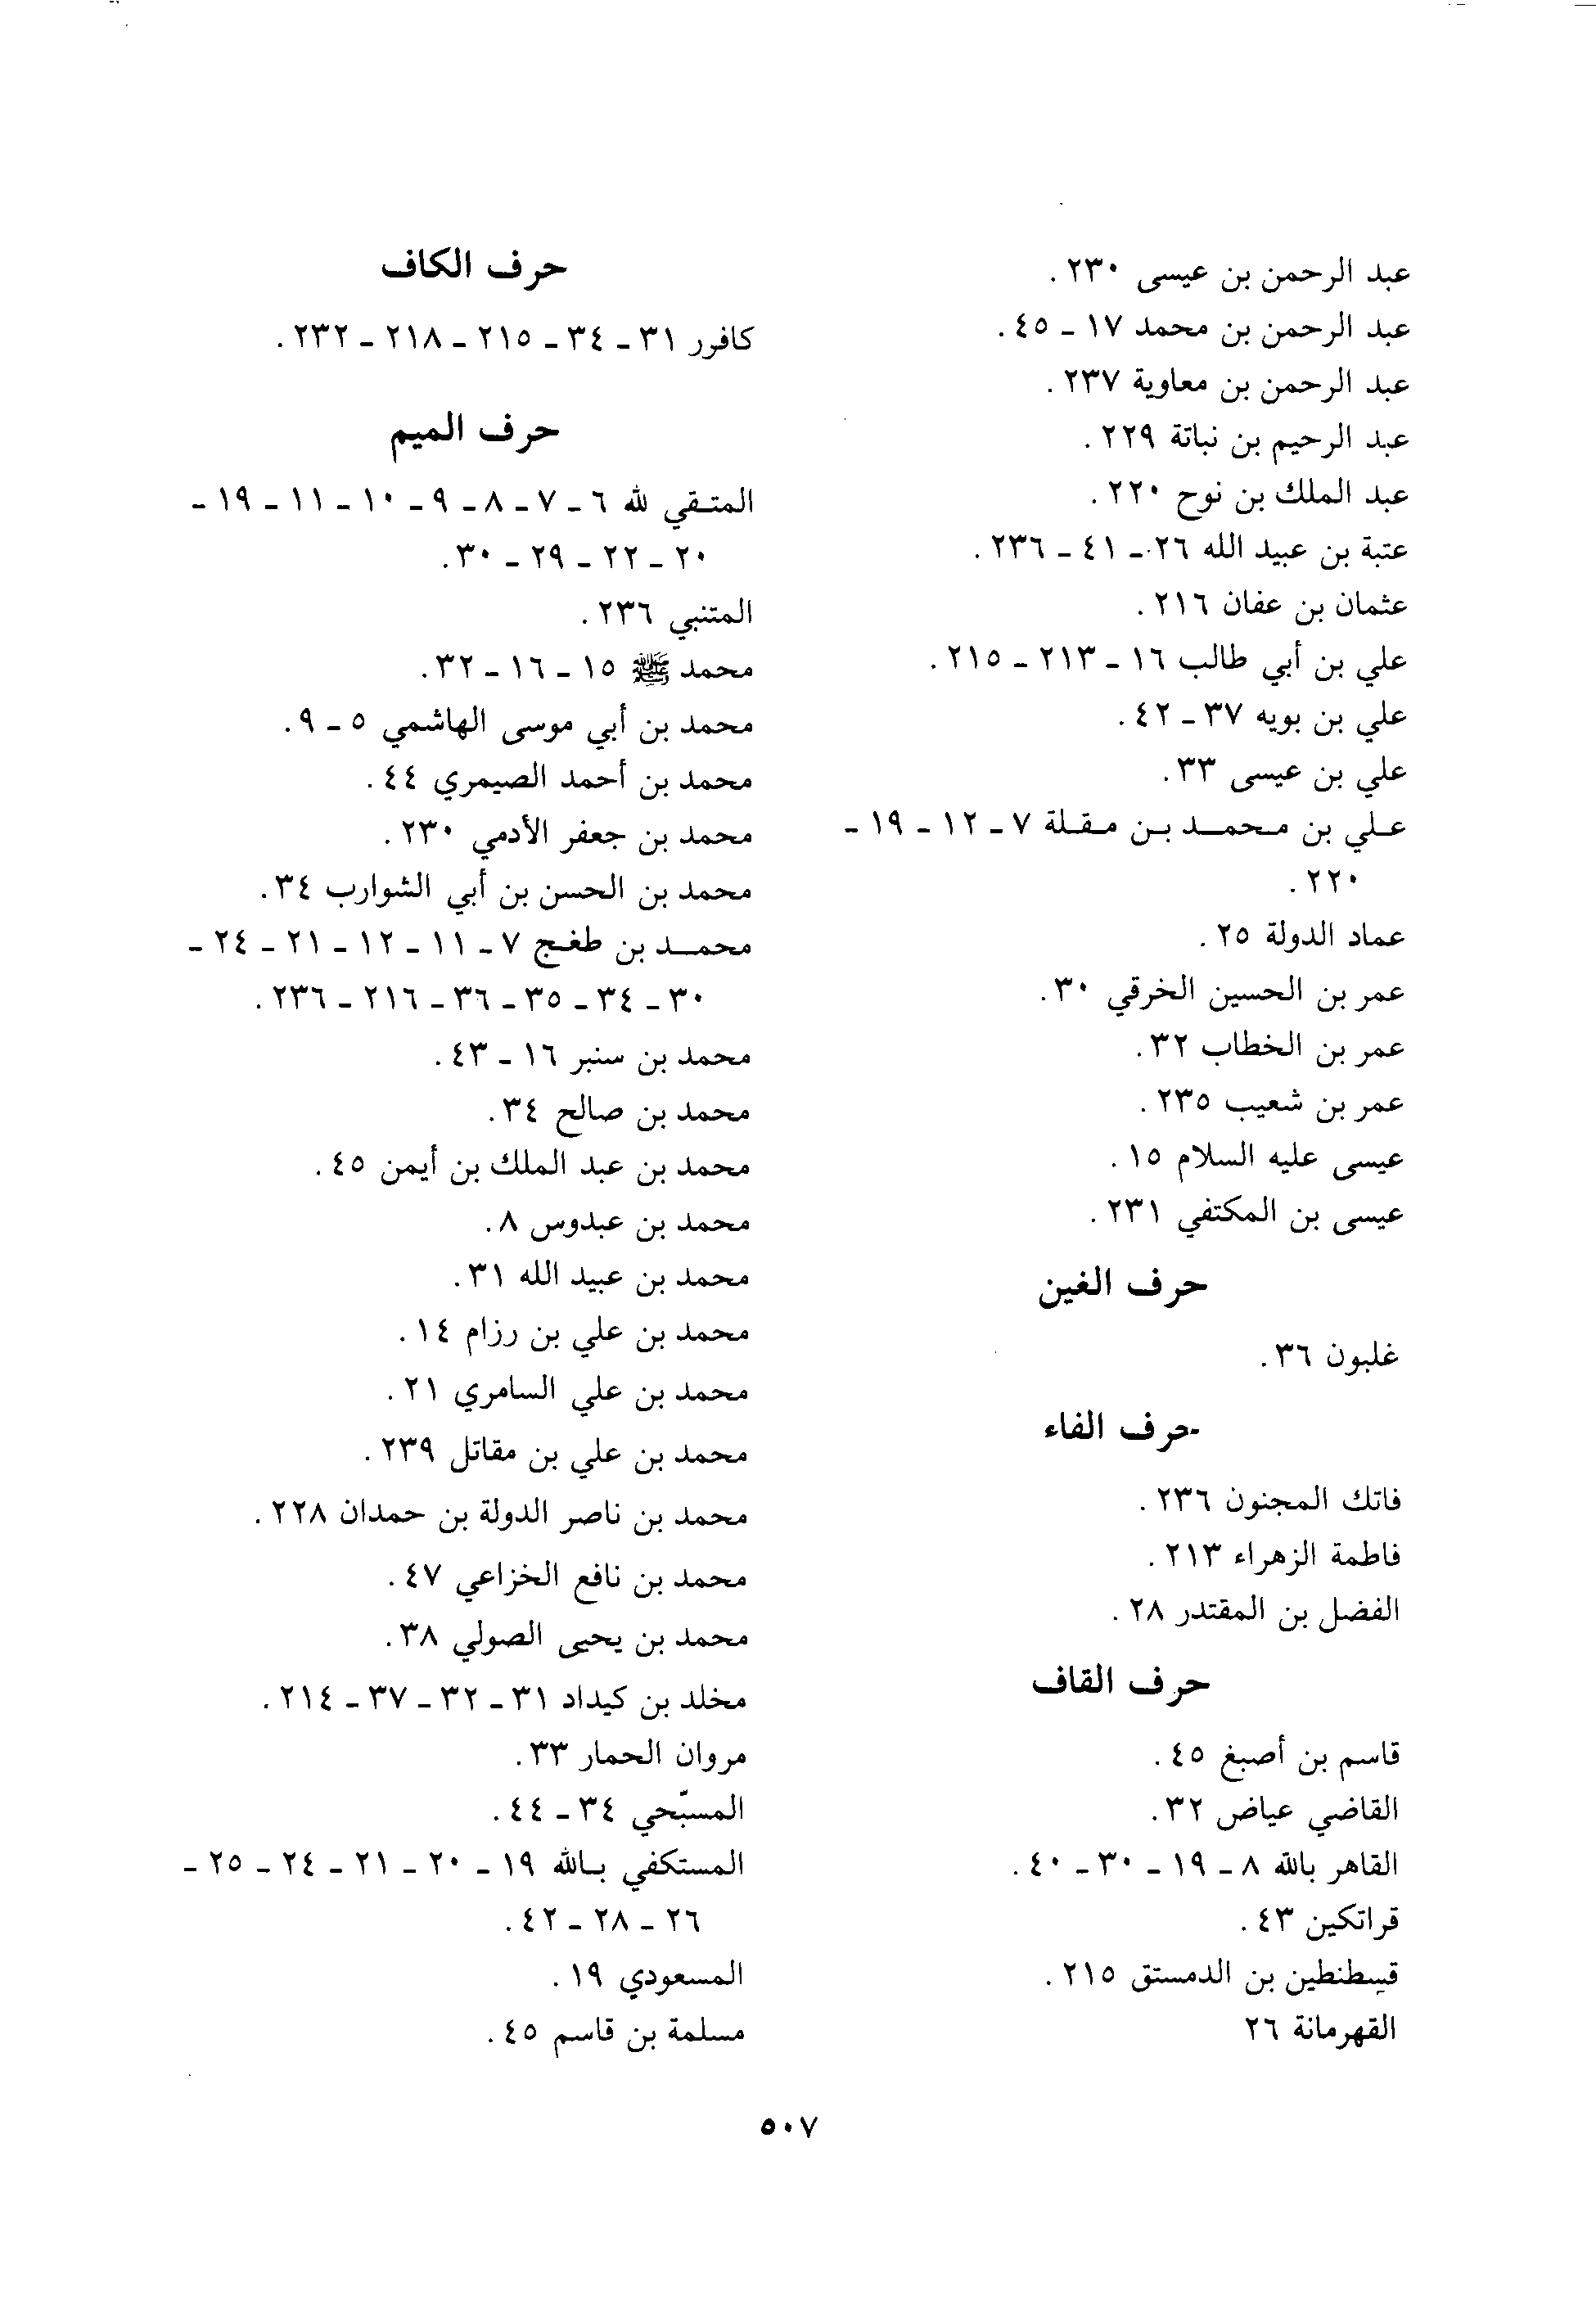 عبد الرحمن بن عيسى ٢٣٠.
عبد الرحمن بن محمد ١٧ - ٤٥.
عبد الرحمن بن معاوية ٢٣٧.
عبد الرحيم بن نباتة ٢٢٩.
عبد الملك بن نوح ٢٢٠.
عتبة بن عبيد الله ٢٦ - ٤١ - ٢٣٦.
عثمان بن عفان ٢١٦.
علي بن أبي طالب ١٦ - ٢١٣ - ٢١٥.
علي بن بويه ٣٧ - ٤٢.
علي بن عيسى ٣٣.
علي بن محمد بن مقلة ٧ - ١٢ - ١٩ -
٢٢٠.
عماد الدولة ٢٥.
عمر بن الحسين الخرقي ٣٠.
عمر بن الخطاب ٣٢.
عمر بن شعيب ٢٣٥.
عيسى عليه السلام ١٥.
عيسى بن المكتفي ٢٣١.
حرف الغين
غلبون ٣٦.
حرف الفاء
فاتك المجنون ٢٣٦.
فاطمة الزهراء ٢١٣.
الفضل بن المقتدر ٢٨.
حرف القاف
قاسم بن أصبغ ٤٥.
القاضي عياض ٣٢.
القاهر بالله ٨ - ١٩ - ٣٠ - ٤٠.
قراتكين ٤٣.
قسطنطين بن الدمستق ٢١٥.
القهرمانة ٢٦
حرف الكاف
كافرر ٣١ - ٣٤ - ٢١٥ - ٢١٨ - ٢٣٢.
حرف الميم
المتقي لله ٦ - ٧ - ٨ - ٩ - ١٠ - ١١ - ١٩ -
٢٠ - ٢٢ - ٢٩ - ٣٠.
المتنبي ٢٣٦.
محمد ﷺ ١٥ - ١٦ - ٣٢.
محمد بن أبي موسى الهاشمي ٥ - ٩.
محمد بن أحمد الصيمري ٤٤.
محمد بن جعفر الأدمي ٢٣٠.
محمد بن الحسن بن أبي الشوارب ٣٤.
محمد بن طغج ٧ - ١١ - ١٢ - ٢١ - ٢٤ -
٣٠ - ٣٤ - ٣٥ - ٣٦ - ٢١٦ - ٢٣٦.
محمد بن سنبر ١٦ - ٤٣.
محمد بن صالح ٣٤.
محمد بن عبد الملك بن أيمن ٤٥.
محمد بن عبدوس ٨.
محمد بن عبيد الله ٣١.
محمد بن علي بن رزام ١٤.
محمد بن علي السامري ٢١.
محمد بن علي بن مقاتل ٢٣٩.
محمد بن ناصر الدولة بن حمدان ٢٢٨.
محمد بن نافع الخزاعي ٤٧.
محمد بن يحيى الصولي ٣٨.
مخلد بن كيداد ٣١ - ٣٢ - ٣٧ - ٢١٤.
مروان الحمار ٣٣.
المسبّحي ٣٤ - ٤٤.
المستكفي بالله ١٩ - ٢٠ - ٢١ - ٢٤ - ٢٥ -
٢٦ - ٢٨ - ٤٢.
المسعودي ١٩.
مسلمة بن قاسم ٤٥.
٥٠٧